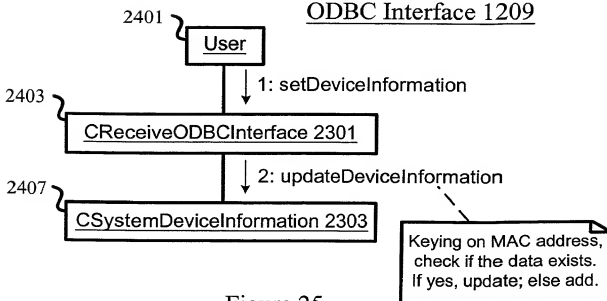 ODBC Interface 1209
2401
User
1: setDeviceInformation
2403
CReceiveODBCInterface 2301
2: updateDeviceInformation
2407
CSystemDeviceInformation 2303
Keying on MAC address,
check if the data exists.
If yes, update; else add.
Figure 25